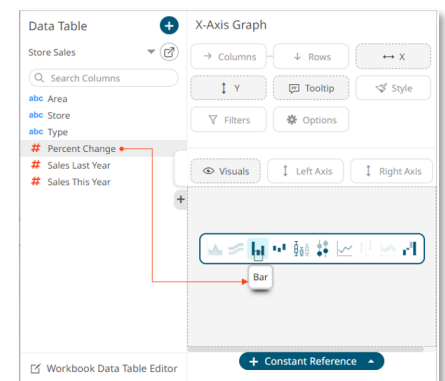 Data Table
Store Sales
Search Columns
abc Area
abc Store
abc Type
# Percent Change
# Sales Last Year
# Sales This Year
Workbook Data Table Editor
X-Axis Graph
Columns
Rows
X
Y
Tooltip
Style
Filters
Options
Visuals
Left Axis
Right Axis
Bar
+ Constant Reference